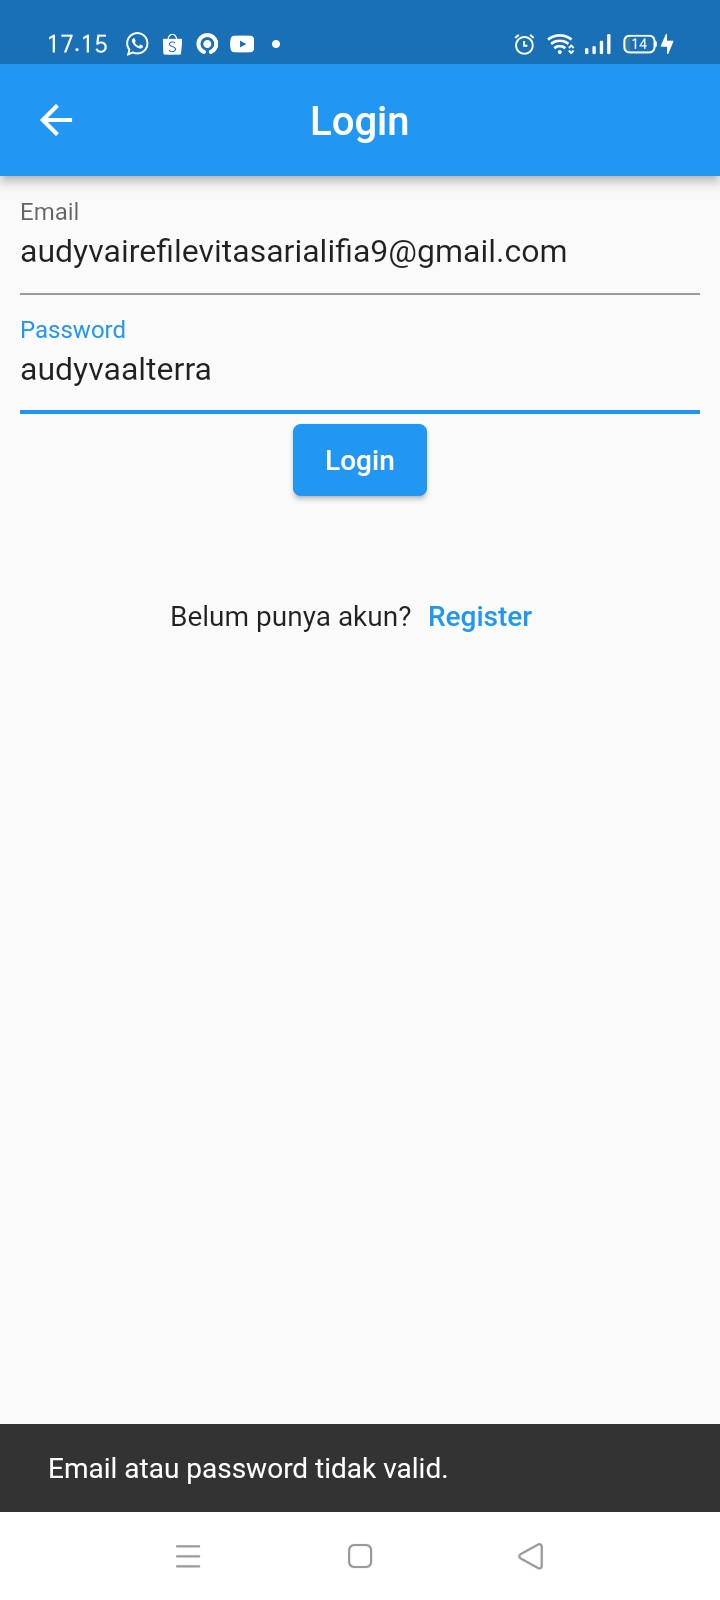 17.15
14
Login
Email
audyvairefilevitasarialifia9@gmail.com
Password
audyvaalterra
Login
Belum punya akun? Register
Email atau password tidak valid.